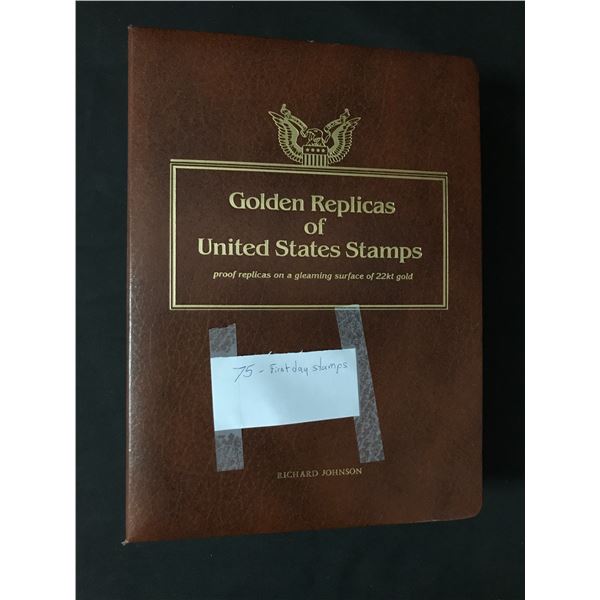 Golden Replicas
of
United States Stamps
proof replicas on a gleaming surface of 22kt gold
75 - First day stamps
RICHARD JOHNSON